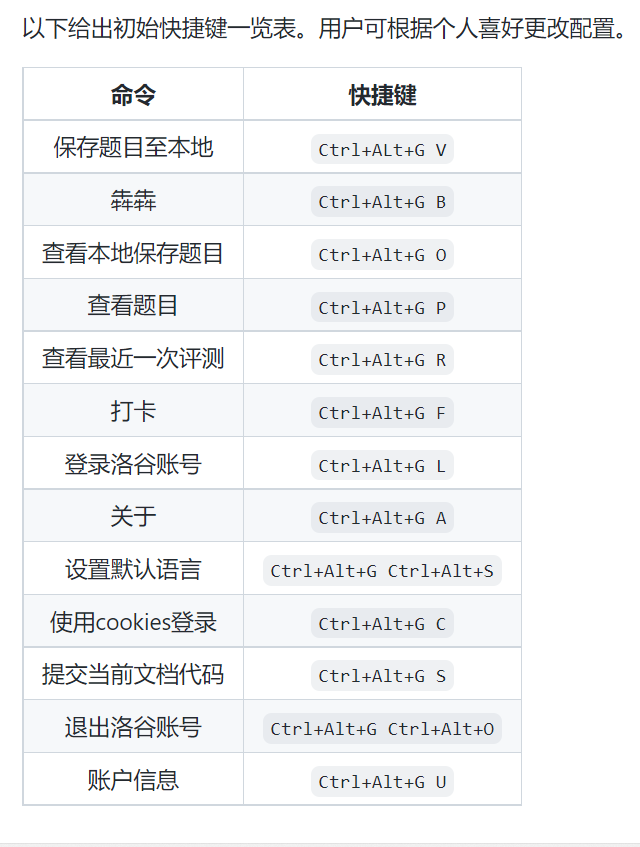 以下给出初始快捷键一览表。用户可根据个人喜好更改配置。
命令 快捷键
保存题目至本地 Ctrl+ALt+G V
犇犇 Ctrl+Alt+G B
查看本地保存题目 Ctrl+Alt+G O
查看题目 Ctrl+Alt+G P
查看最近一次评测 Ctrl+Alt+G R
打卡 Ctrl+Alt+G F
登录洛谷账号 Ctrl+Alt+G L
关于 Ctrl+Alt+G A
设置默认语言 Ctrl+Alt+G Ctrl+Alt+S
使用cookies登录 Ctrl+Alt+G C
提交当前文档代码 Ctrl+Alt+G S
退出洛谷账号 Ctrl+Alt+G Ctrl+Alt+O
账户信息 Ctrl+Alt+G U